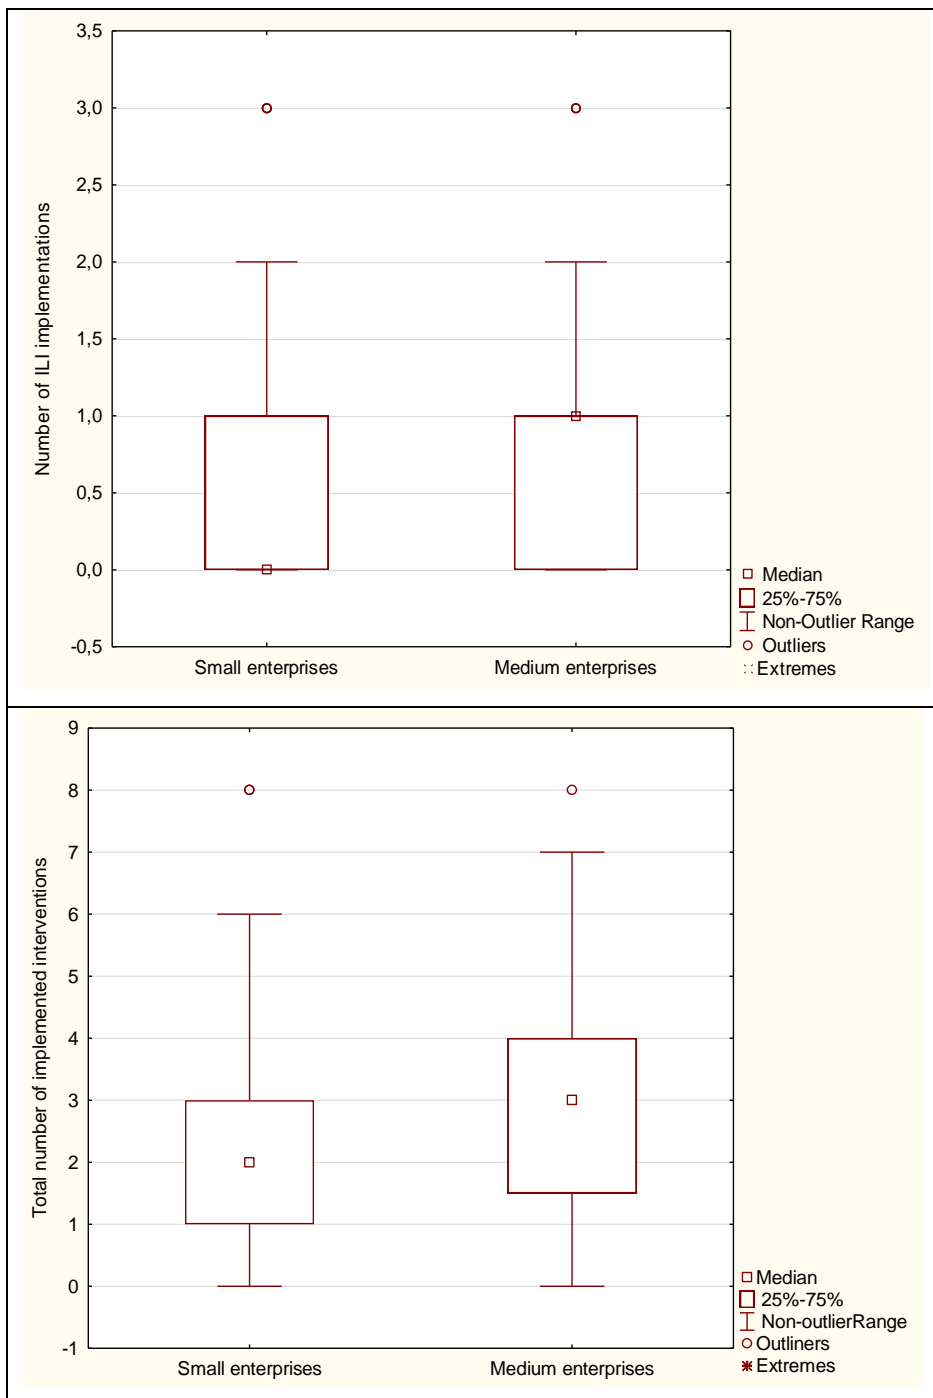 3,5
3,0
2,5
2,0
1,5
1,0
0,5
0,0
-0,5
Number of ILI implementations
Small enterprises Medium enterprises
Median
25%-75%
Non-Outlier Range
Outliers
Extremes
9
8
7
6
5
4
3
2
1
0
-1
Total number of implemented interventions
Small enterprises Medium enterprises
Median
25%-75%
Non-outlierRange
Outliners
Extremes